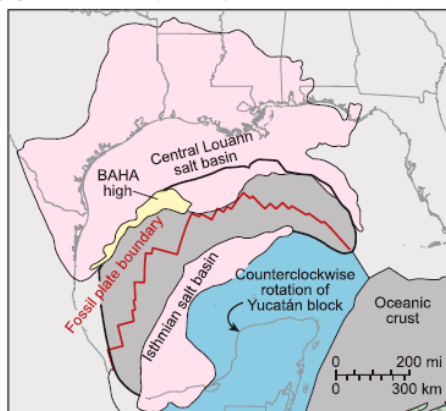 Central Louann
salt basin
BAHA
high
Fossil plate boundary
Isthmian salt basin
Counterclockwise
rotation of
Yucatán block
Oceanic
crust
0 200 mi
0 300 km